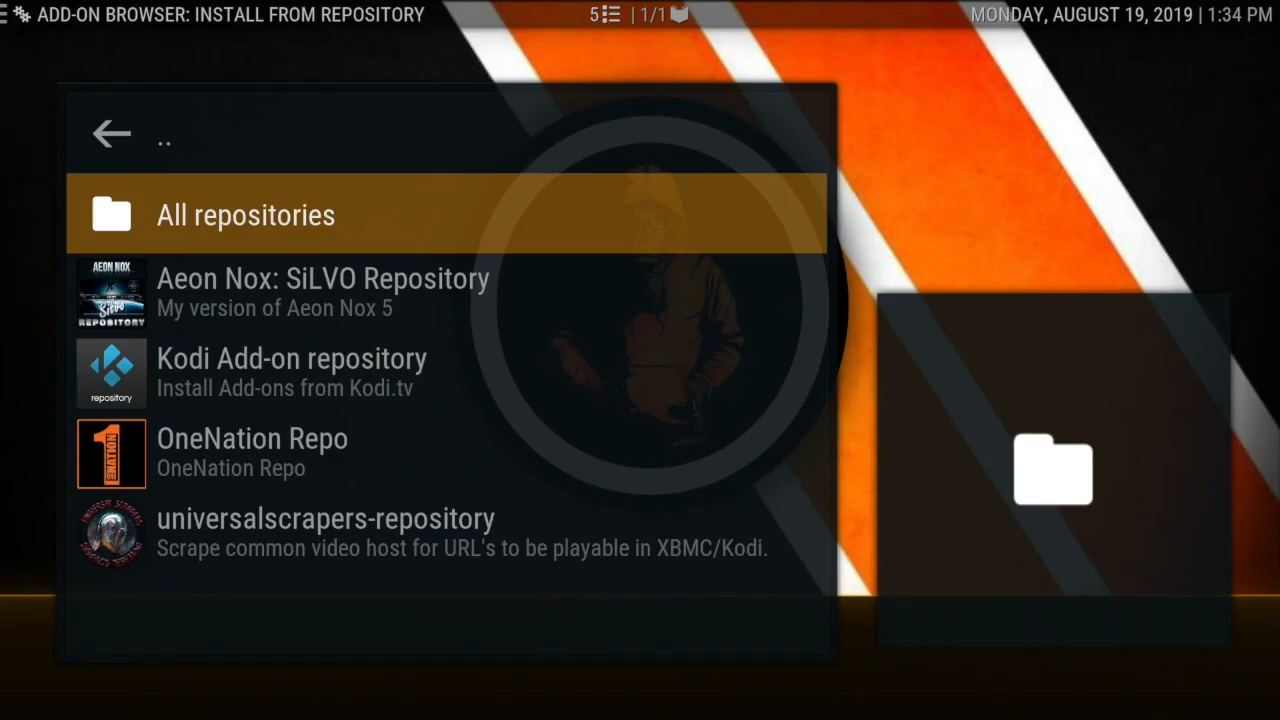 ADD-ON BROWSER: INSTALL FROM REPOSITORY
5 | 1/1
MONDAY, AUGUST 19, 2019 | 1:34 PM
..
All repositories
AEON NOX
Silvo
REPOSITORY
Aeon Nox: SiLVO Repository
My version of Aeon Nox 5
repository
Kodi Add-on repository
Install Add-ons from Kodi.tv
1
NATION
OneNation Repo
OneNation Repo
universalscrapers-repository
Scrape common video host for URL's to be playable in XBMC/Kodi.